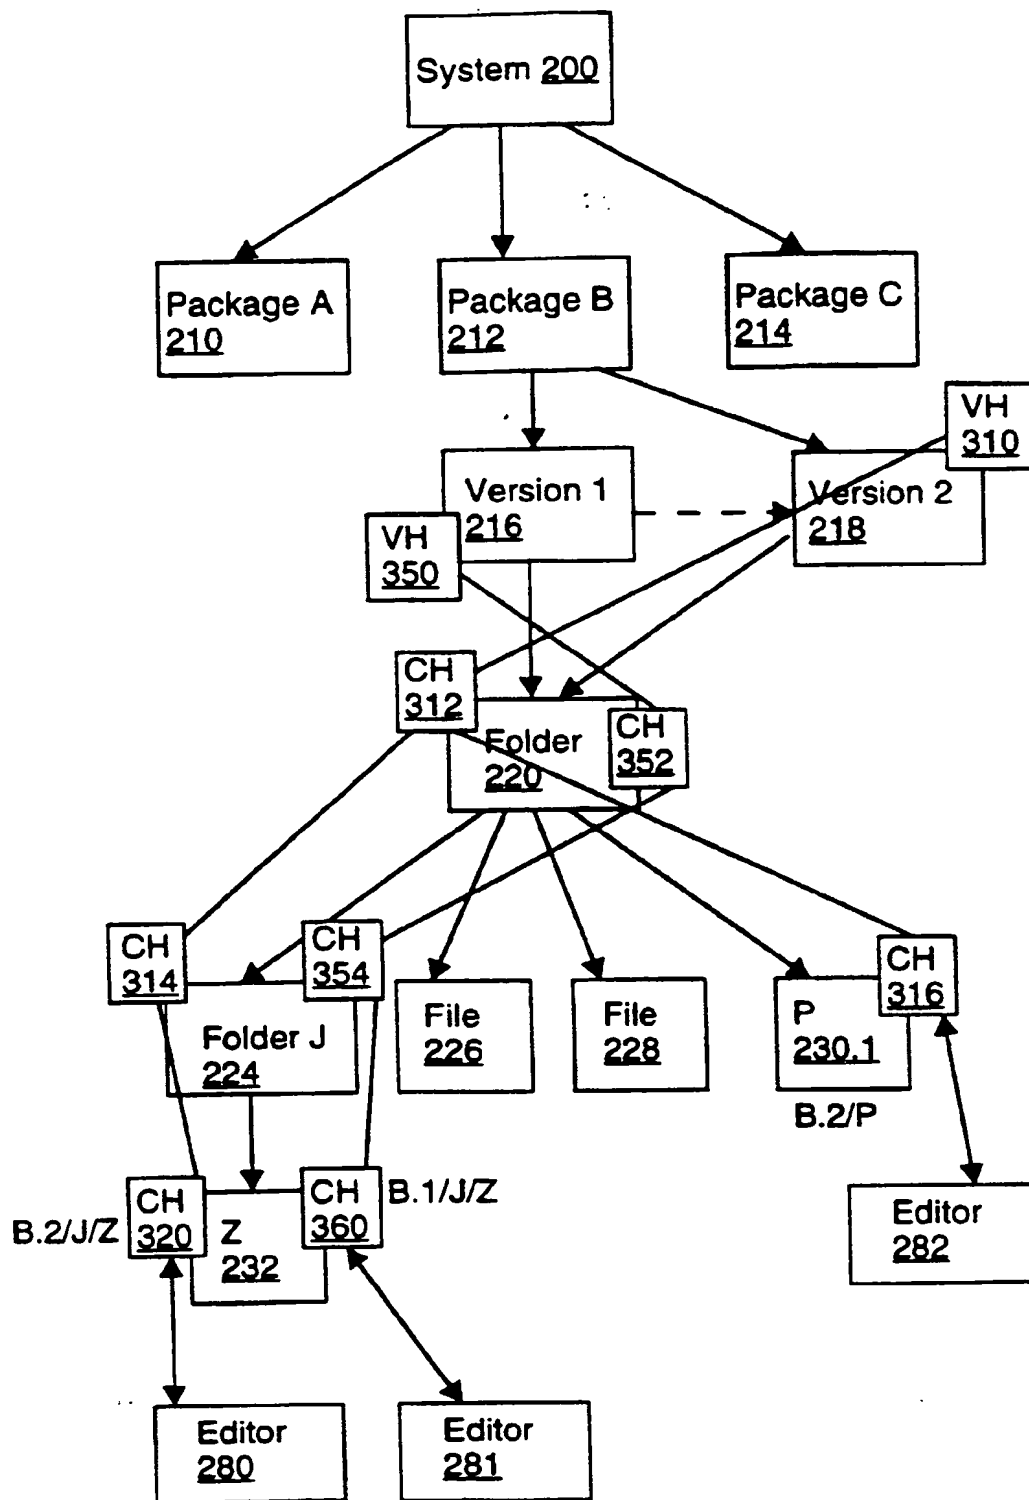 System 200
Package A
210
Package B
212
Package C
214
VH
310
Version 1
216
Version 2
218
VH
350
CH
312
Folder
220
CH
352
CH
314
CH
354
CH
316
Folder J
224
File
226
File
228
P
230.1
B.2/P
CH
320
B.2/J/Z
Z
232
CH
360
B.1/J/Z
Editor
282
Editor
280
Editor
281